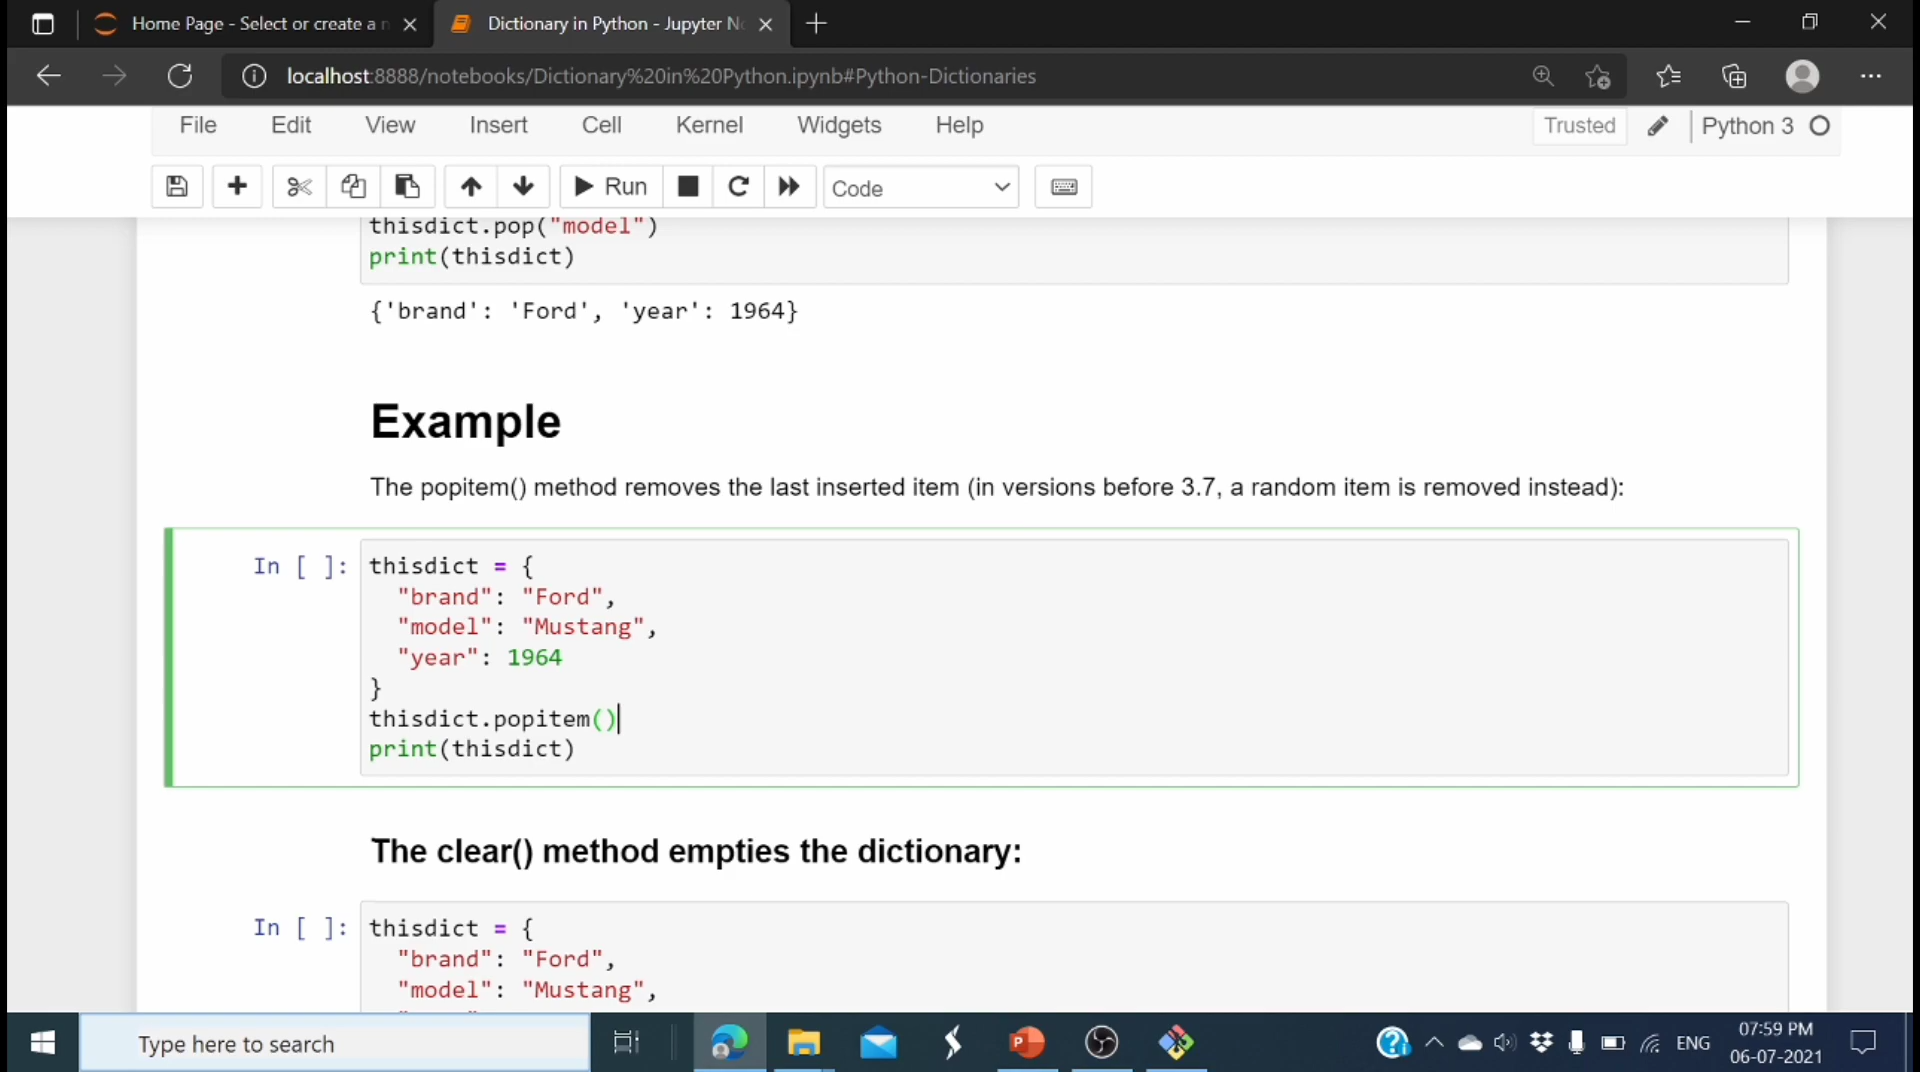 Home Page - Select or create a n
Dictionary in Python - Jupyter No
localhost:8888/notebooks/Dictionary%20in%20Python.ipynb#Python-Dictionaries
File Edit View Insert Cell Kernel Widgets Help Trusted Python 3
Run Code
thisdict.pop("model")
print(thisdict)
{'brand': 'Ford', 'year': 1964}
Example
The popitem() method removes the last inserted item (in versions before 3.7, a random item is removed instead):
In [ ]: thisdict = {
"brand": "Ford",
"model": "Mustang",
"year": 1964
}
thisdict.popitem()
print(thisdict)
The clear() method empties the dictionary:
In [ ]: thisdict = {
"brand": "Ford",
"model": "Mustang",
Type here to search
ENG
07:59 PM
06-07-2021